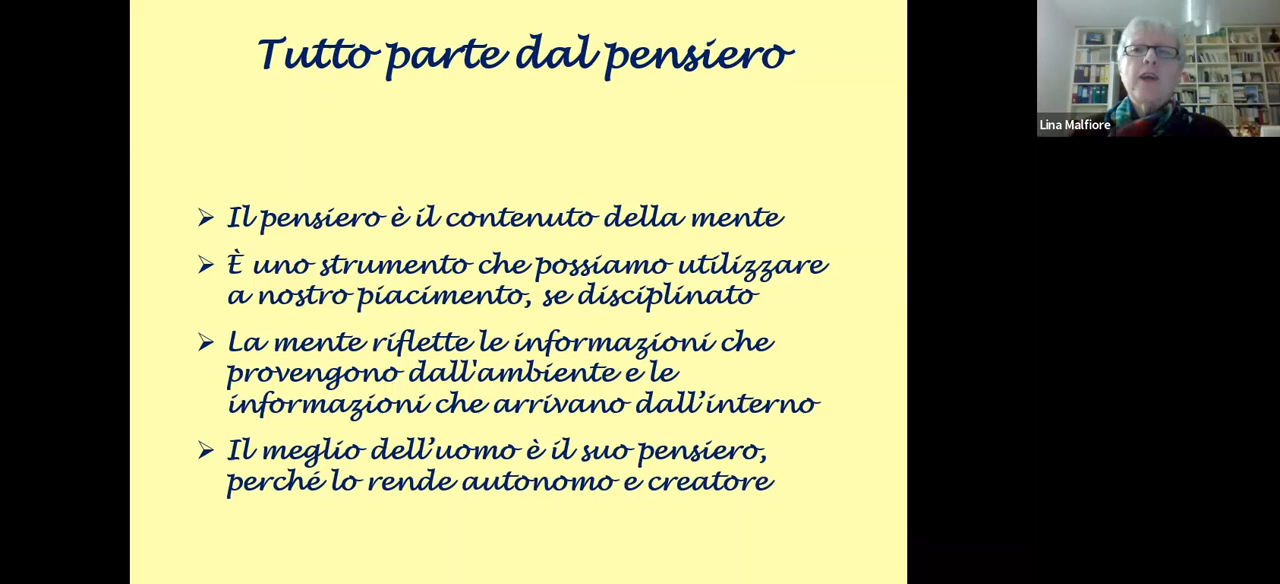 Tutto parte dal pensiero
Il pensiero è il contenuto della mente
È uno strumento che possiamo utilizzare
a nostro piacimento, se disciplinato
La mente riflette le informazioni che
provengono dall'ambiente e le
informazioni che arrivano dall’interno
Il meglio dell’uomo è il suo pensiero,
perché lo rende autonomo e creatore
Lina Malfiore